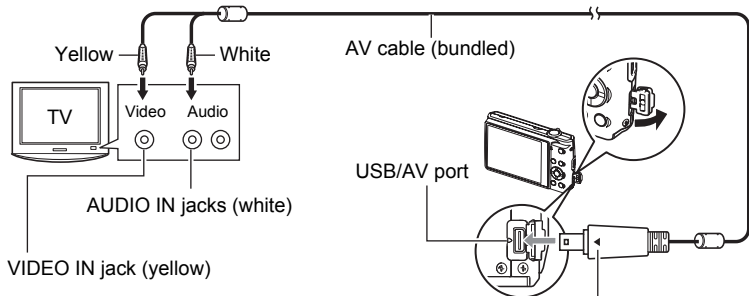 Yellow
White
AV cable (bundled)
TV
Video
Audio
USB/AV port
AUDIO IN jacks (white)
VIDEO IN jack (yellow)